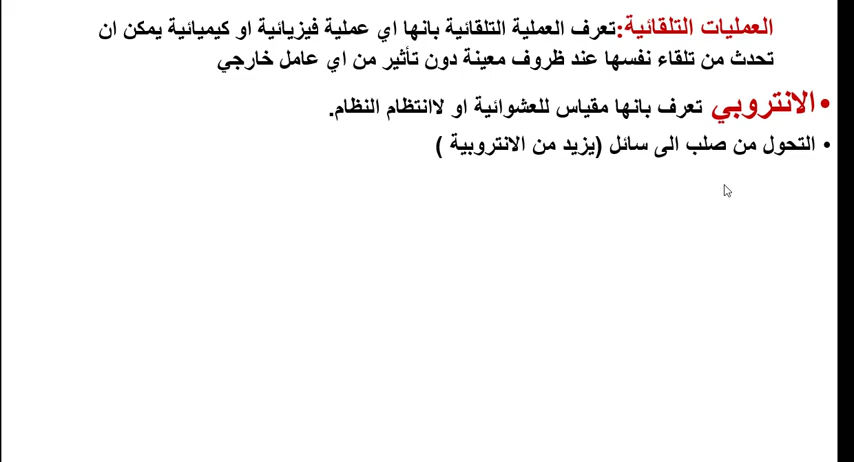 العمليات التلقائية:تعرف العملية التلقائية بانها اي عملية فيزيائية او كيميائية يمكن ان
تحدث من تلقاء نفسها عند ظروف معينة دون تأثير من اي عامل خارجي
• الانتروبي تعرف بانها مقياس للعشوائية او لاانتظام النظام.
• التحول من صلب الى سائل (يزيد من الانتروبية )